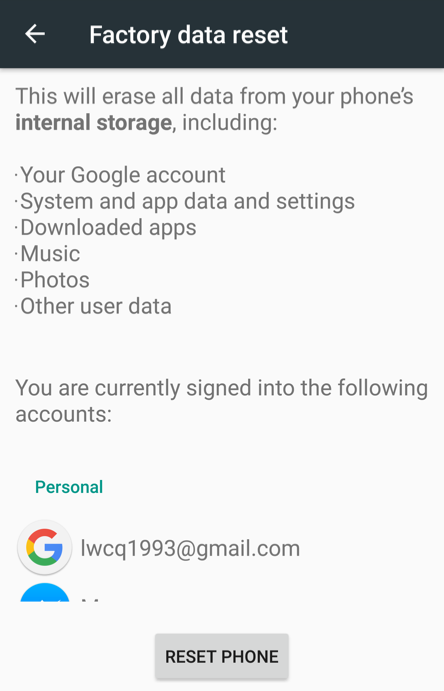 Factory data reset
This will erase all data from your phone's
internal storage, including:
·Your Google account
·System and app data and settings
·Downloaded apps
·Music
·Photos
·Other user data
You are currently signed into the following
accounts:
Personal
lwcq1993@gmail.com
RESET PHONE